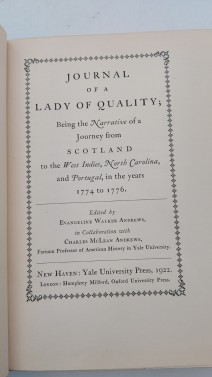 JOURNAL
OF A
LADY OF QUALITY;
Being the Narrative of a
Journey from
SCOTLAND
to the West Indies, North Carolina,
and Portugal, in the years
1774 to 1776.
Edited by
EVANGELINE WALKER ANDREWS,
in Collaboration with
CHARLES MCLEAN ANDREWS,
Farnam Professor of American History in Yale University.
NEW HAVEN: Yale University Press, 1922.
LONDON: Humphrey Milford, Oxford University Press.